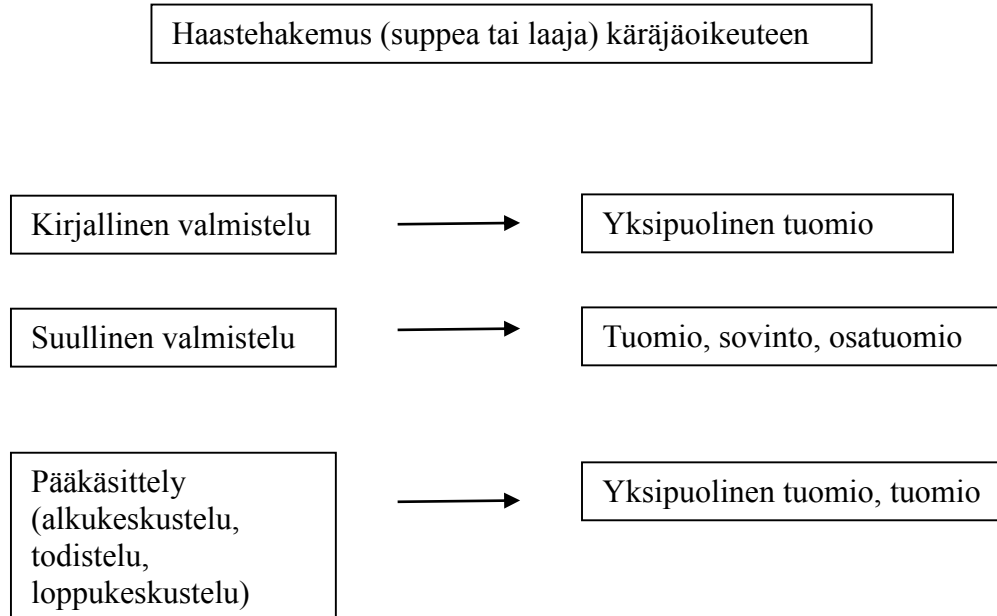 Haastehakemus (suppea tai laaja) käräjäoikeuteen
Kirjallinen valmistelu
Yksipuolinen tuomio
Suullinen valmistelu
Tuomio, sovinto, osatuomio
Pääkäsittely
(alkukeskustelu,
todistelu,
loppukeskustelu)
Yksipuolinen tuomio, tuomio